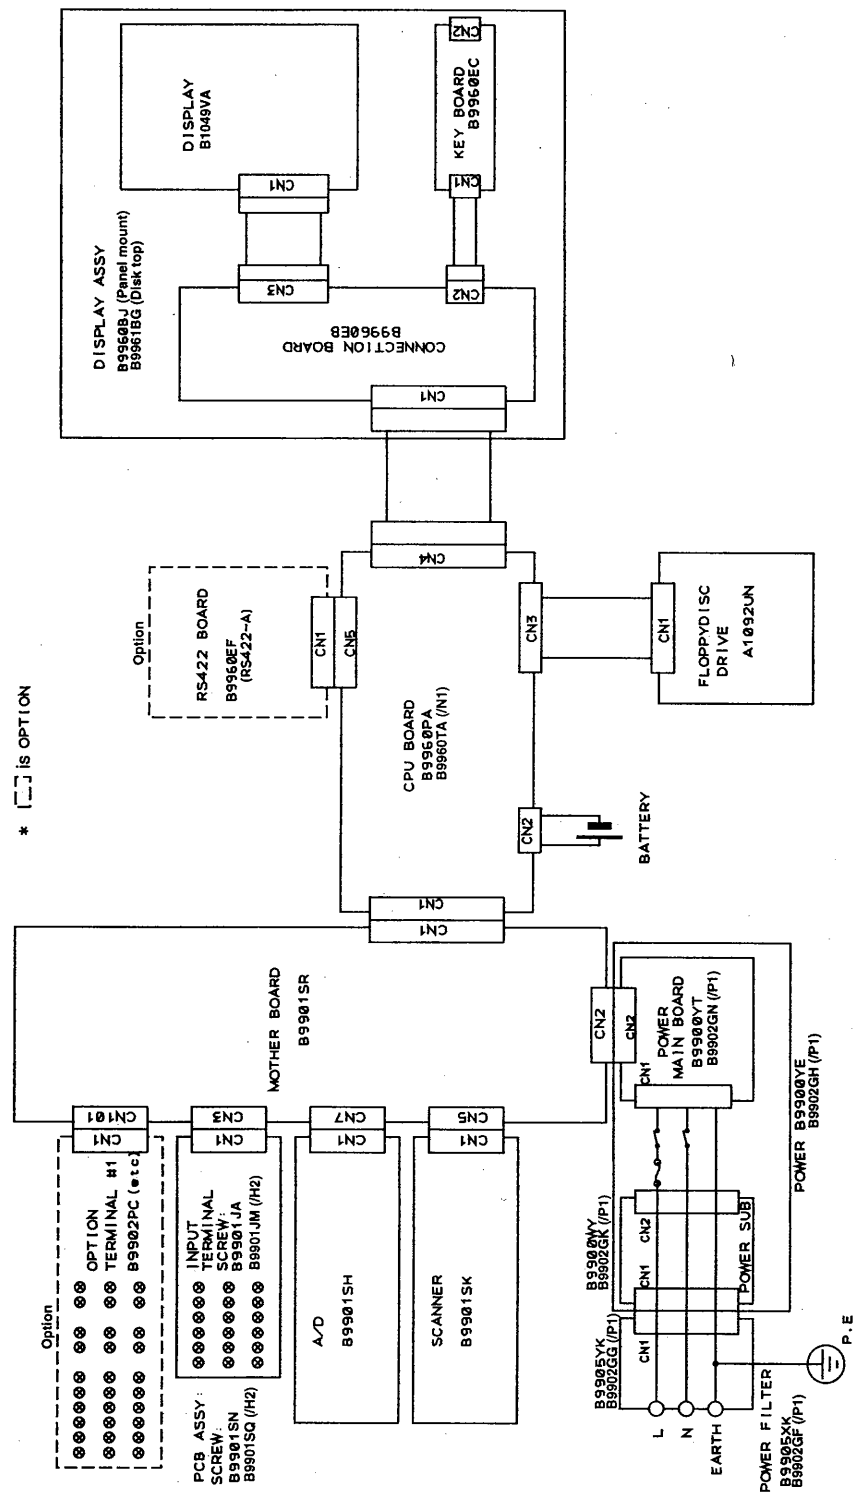 * [ ] is OPTION
Option
OPTION
TERMINAL #1
B9902PC (etc)
CN1
CN101
INPUT
TERMINAL
SCREW:
B9901JA
B9901JM (/H2)
PCB ASSY:
SCREW:
B9901SN
B9901SQ (/H2)
CN1
CN3
A/D
B9901SH
CN1
CN7
SCANNER
B9901SK
CN1
CN5
MOTHER BOARD
B9901SR
CN1
CN2
CN1
CPU BOARD
B9960PA
B9960TA (/N1)
CN2
BATTERY
CN3
CN1
FLOPPYDISC
DRIVE
A1092UN
CN5
CN1
Option
RS422 BOARD
B9960EF
(RS422-A)
CN4
DISPLAY ASSY
B9960BJ (Panel mount)
B9961BG (Disk top)
CN1
CONNECTION BOARD
B9960EB
CN3
CN2
CN1
DISPLAY
B1049VA
CN1
KEY BOARD
B9960EC
CN2
CN2
CN1
POWER
MAIN BOARD
B9900YT
B9902GN (/P1)
POWER B9900YE
B9902GH (/P1)
B9900WY
B9902GK (/P1)
CN2
CN1
POWER SUB
B9905YK
B9902GG (/P1)
CN1
L
N
EARTH
POWER FILTER
B9905XK
B9902GF (/P1)
P.E